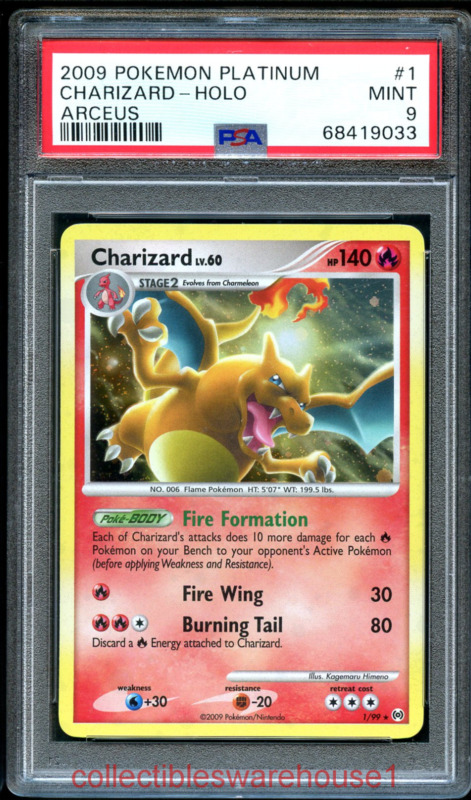 2009 POKEMON PLATINUM #1
CHARIZARD-HOLO MINT
ARCEUS 9
PSA 68419033
Charizard LV.60 HP 140
STAGE2 Evolves from Charmeleon
NO. 006 Flame Pokémon HT: 5'07" WT: 199.5 lbs.
Poké-BODY Fire Formation
Each of Charizard's attacks does 10 more damage for each
Pokémon on your Bench to your opponent's Active Pokémon
(before applying Weakness and Resistance).
Fire Wing 30
Burning Tail 80
Discard a Energy attached to Charizard.
Illus. Kagemaru Himeno
weakness resistance retreat cost
+30 -20
©2009 Pokémon/Nintendo 1/99 ★
collectibleswarehouse1